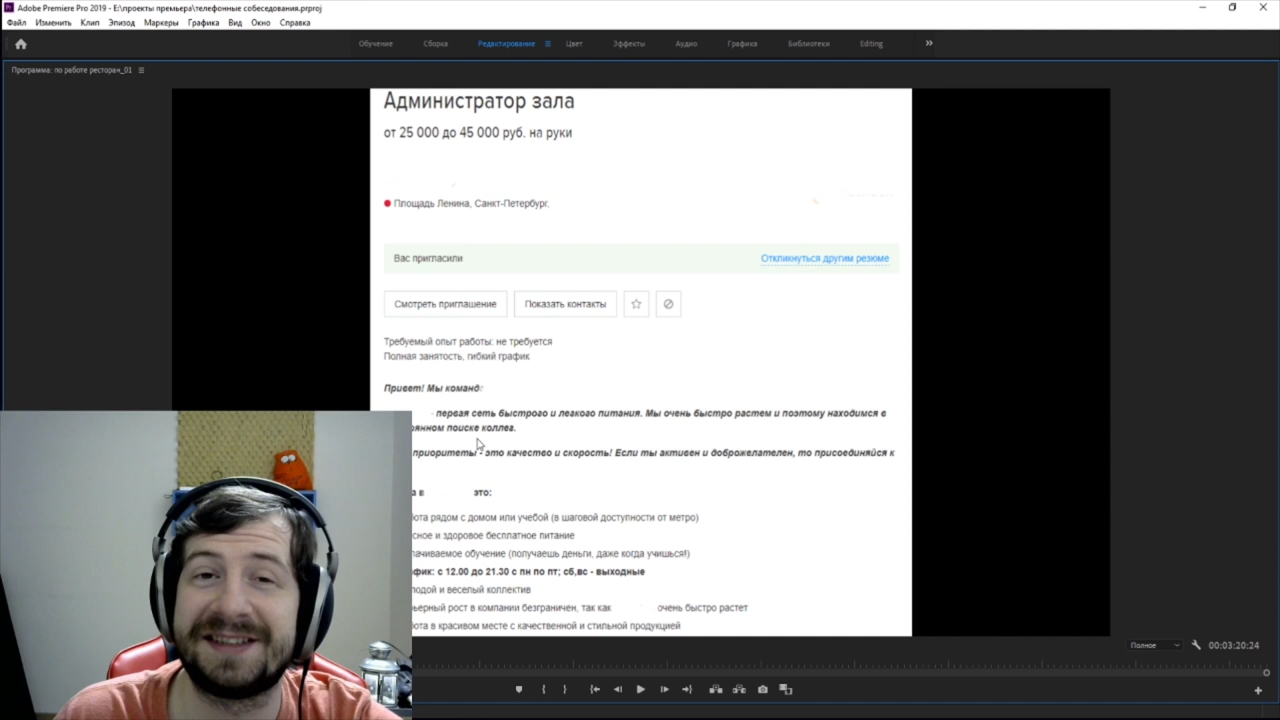 Adobe Premiere Pro 2019 - E:\проекты премьера\телефонные собеседования.prproj
Файл Изменить Клип Эпизод Маркеры Графика Вид Окно Справка
Обучение Сборка Редактирование Цвет Эффекты Аудио Графика Библиотеки Editing
Программа: по работе ресторан_01
Администратор зала
от 25 000 до 45 000 руб. на руки
Площадь Ленина, Санкт-Петербург,
Вас пригласили Откликнуться другим резюме
Смотреть приглашение Показать контакты
Требуемый опыт работы: не требуется
Полная занятость, гибкий график
Привет! Мы команд
- первая сеть быстрого и легкого питания. Мы очень быстро растем и поэтому находимся в
янном поиске коллег.
приоритеты - это качество и скорость! Если ты активен и доброжелателен, то присоединяйся к
а в это:
ота рядом с домом или учебой (в шаговой доступности от метро)
сное и здоровое бесплатное питание
лачиваемое обучение (получаешь деньги, даже когда учишься!)
фик: с 12.00 до 21.30 с пн по пт; сб,вс - выходные
лодой и веселый коллектив
ьерный рост в компании безграничен, так как очень быстро растет
ота в красивом месте с качественной и стильной продукцией
Полное 00:03:20:24